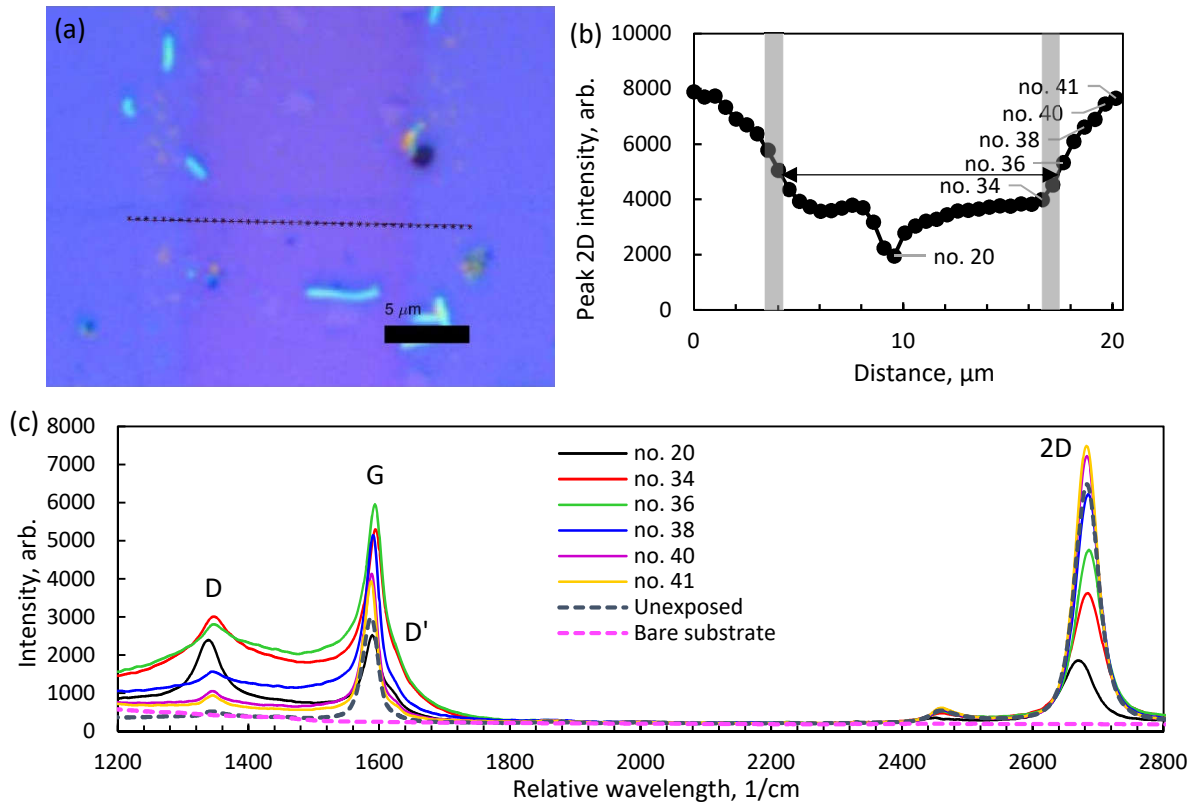 (a)
5 μm
(b)
Peak 2D intensity, arb.
10000
8000
6000
4000
2000
0
no. 41
no. 40
no. 38
no. 36
no. 34
no. 20
0
10
20
Distance, μm
(c)
Intensity, arb.
8000
7000
6000
5000
4000
3000
2000
1000
0
D
G
D'
2D
no. 20
no. 34
no. 36
no. 38
no. 40
no. 41
Unexposed
Bare substrate
1200
1400
1600
1800
2000
2200
2400
2600
2800
Relative wavelength, 1/cm